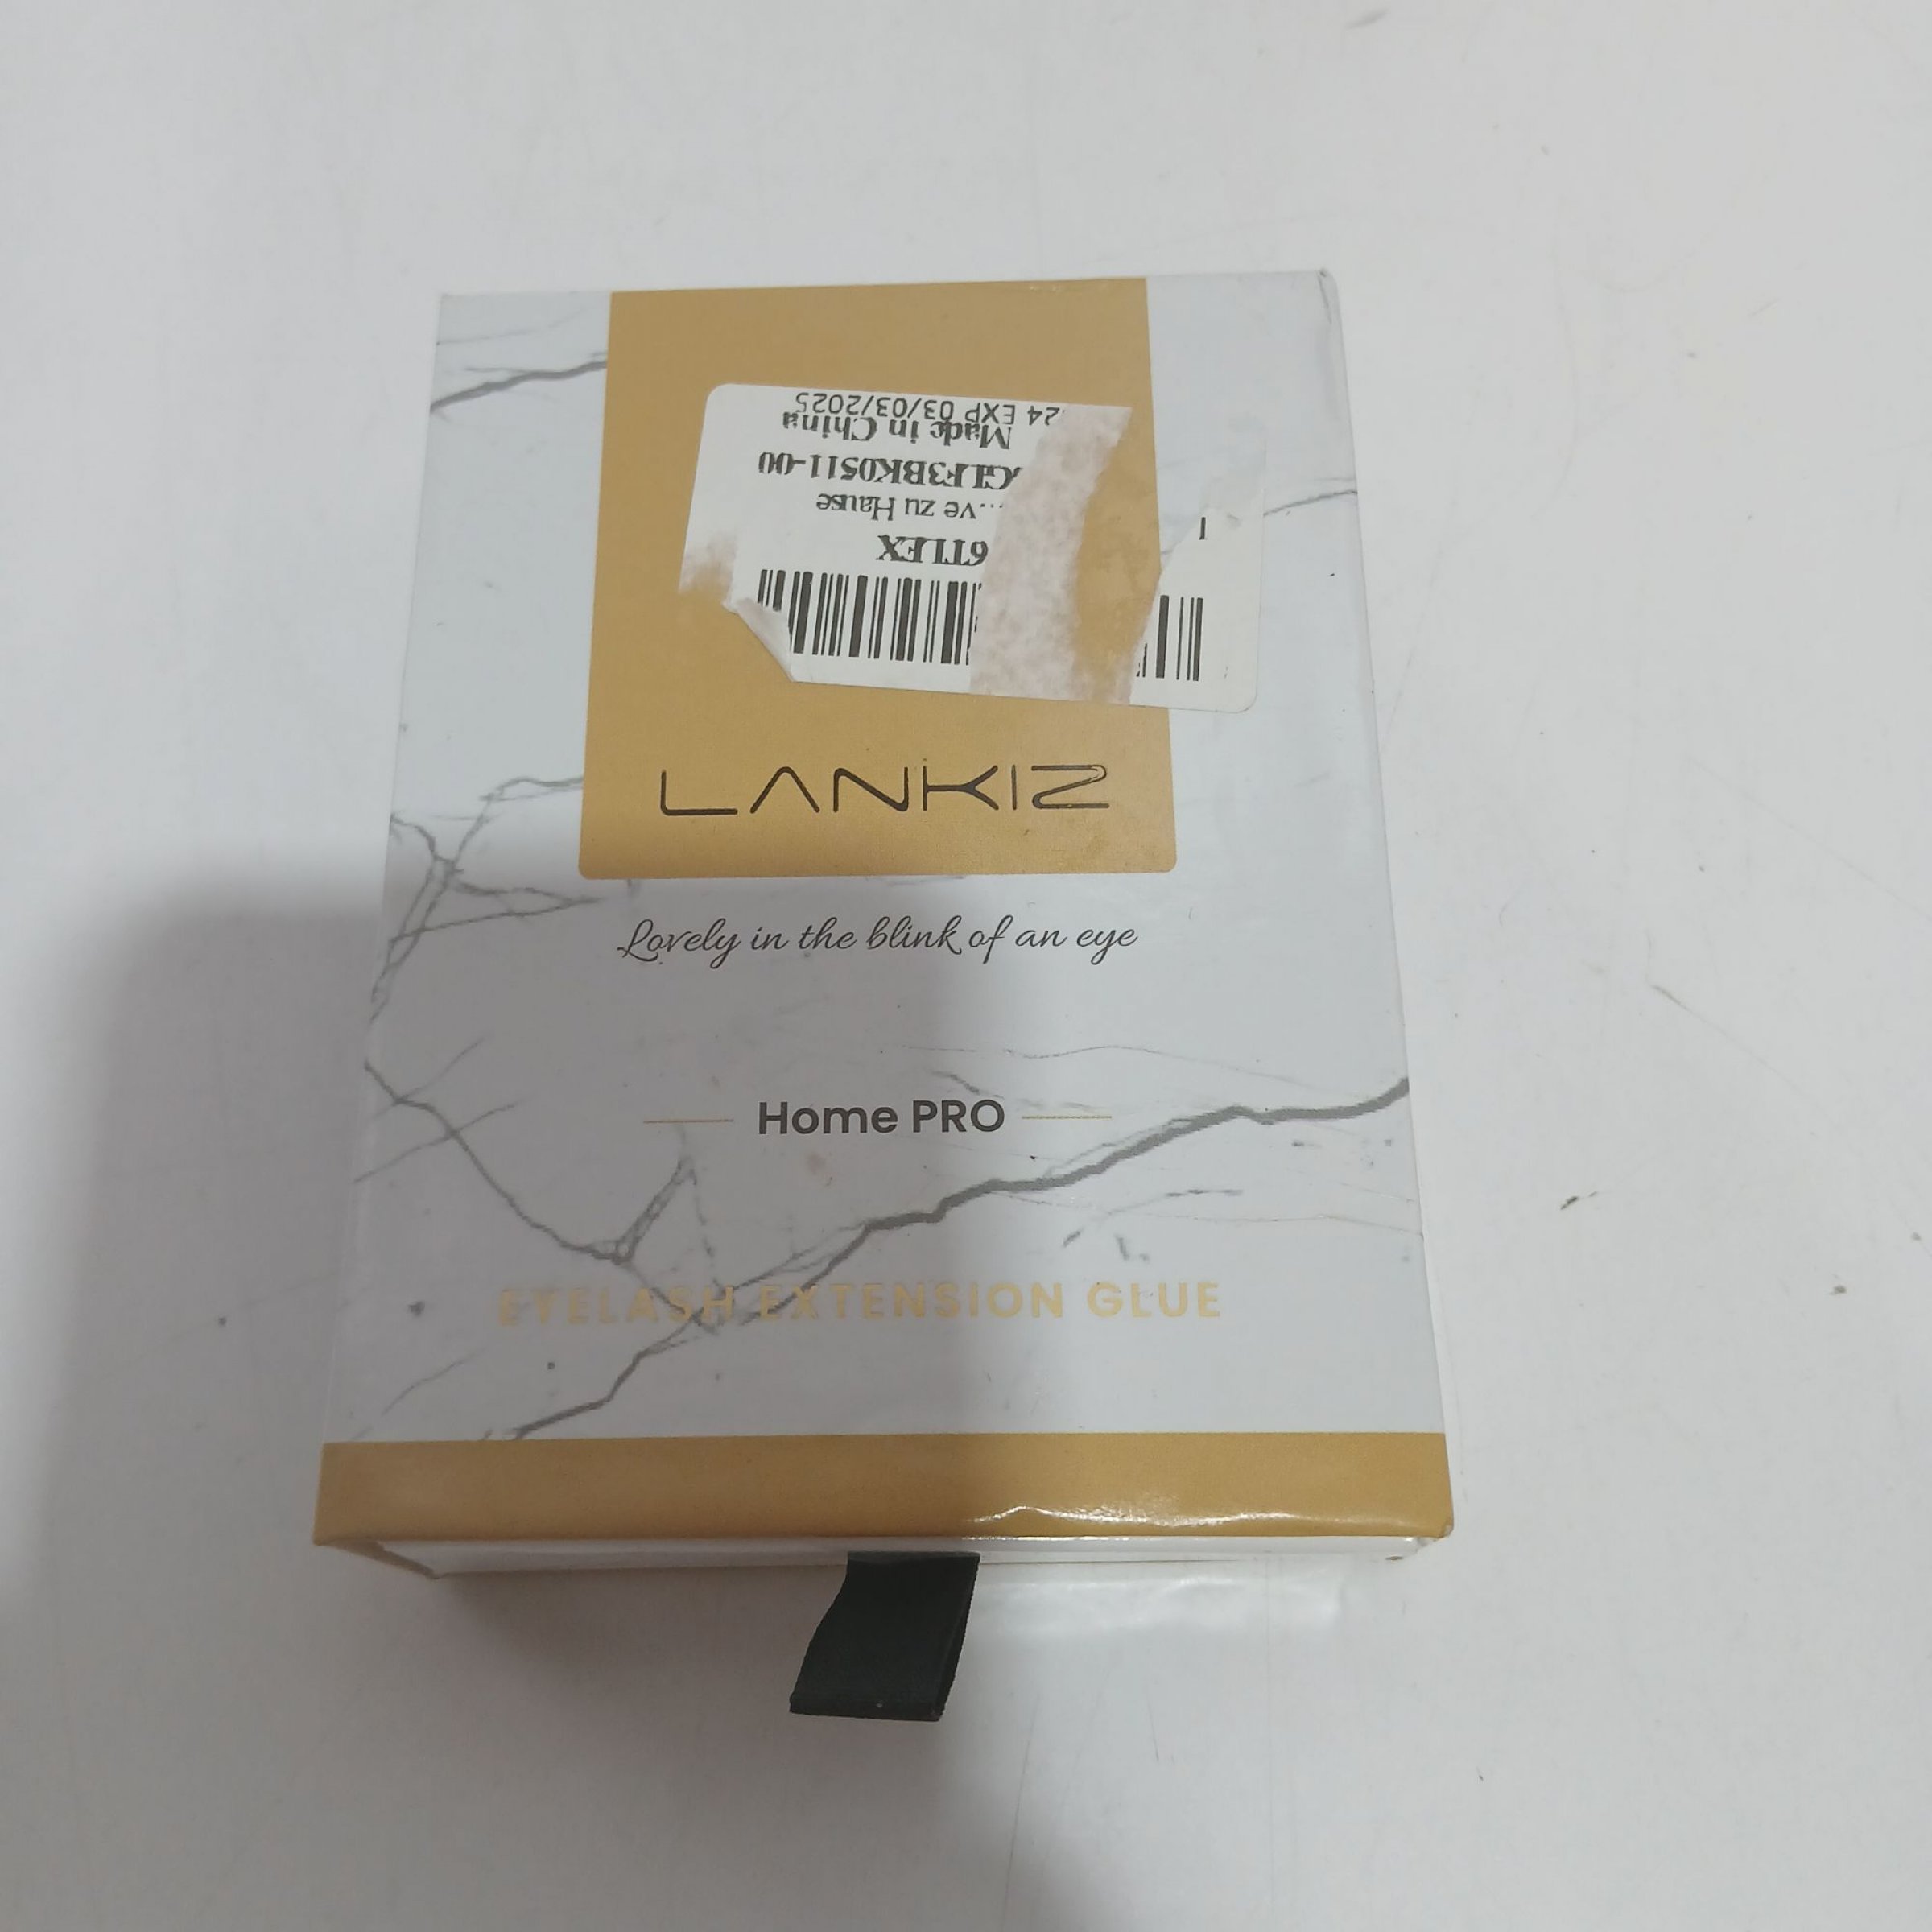 LANKIZ
Lovely in the blink of an eye
Home PRO
EYELASH EXTENSION GLUE
6TLEX
...ve zu Hause
GLF3BK0511-00
Made in China
24 EXP 03/03/2025